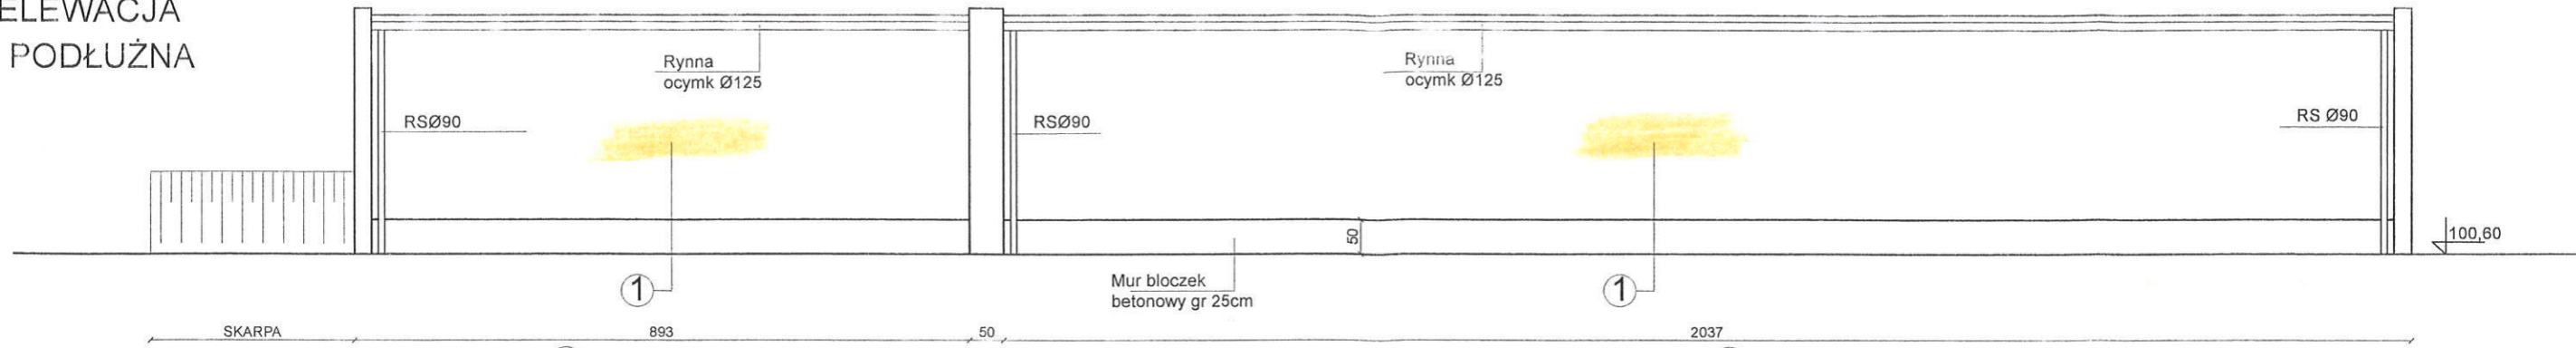 ELEWACJA
PODŁUŻNA
Rynna
ocymk Ø125
Rynna
ocymk Ø125
RSØ90
RSØ90
RS Ø90
50
100,60
1
Mur bloczek
betonowy gr 25cm
1
SKARPA
893
50
2037